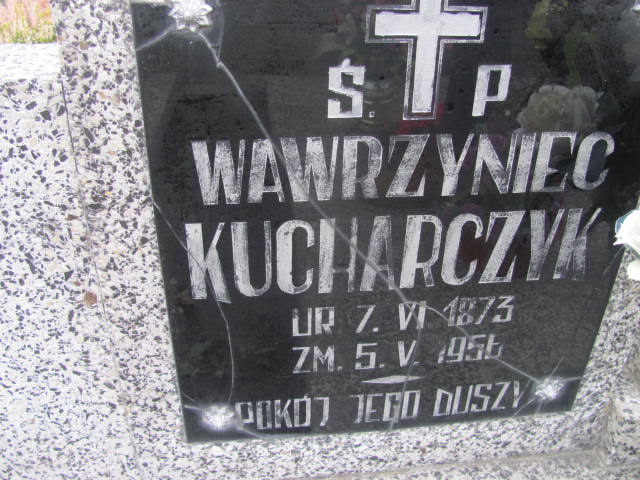 Ś. P.
WAWRZYNIEC
KUCHARCZYK
UR 7. VI 1873
ZM. 5. V. 1956
POKÓJ JEGO DUSZY